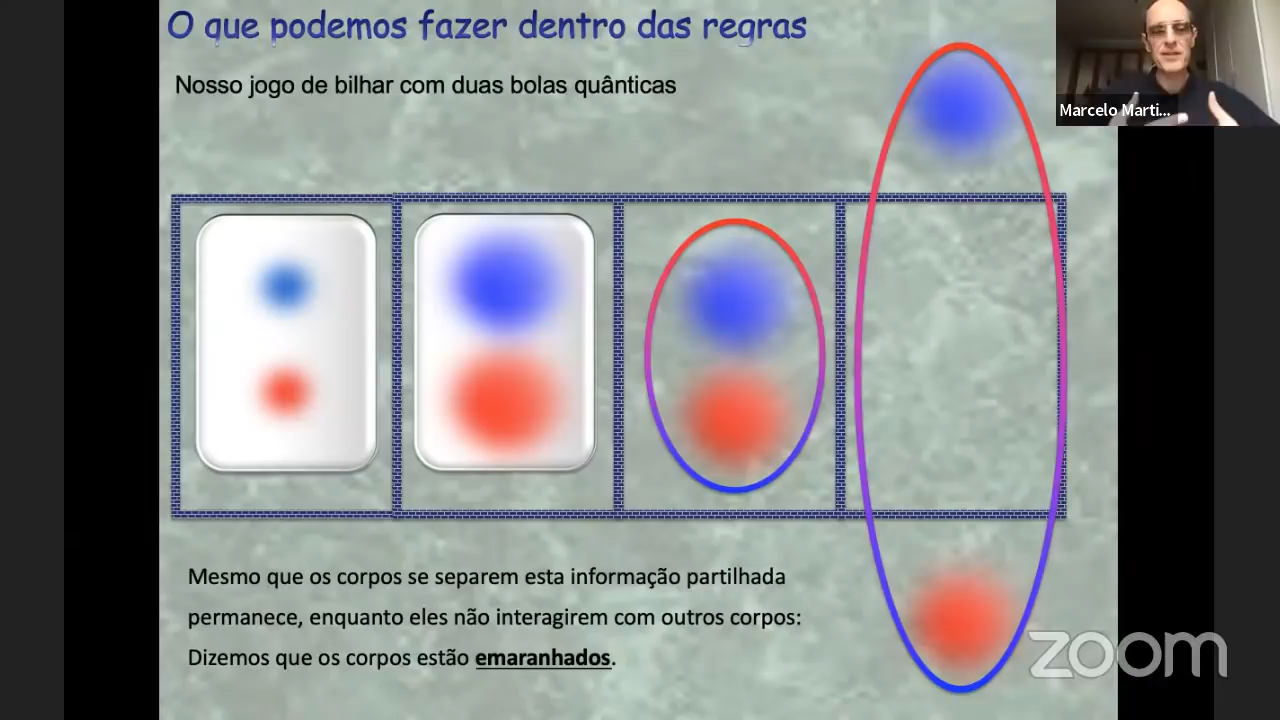 O que podemos fazer dentro das regras
Nosso jogo de bilhar com duas bolas quânticas
Marcelo Marti...
Mesmo que os corpos se separem esta informação partilhada
permanece, enquanto eles não interagirem com outros corpos:
Dizemos que os corpos estão emaranhados.
zoom